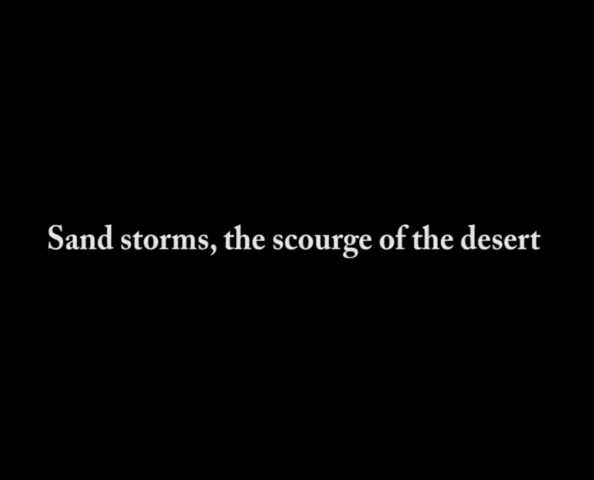 Sand storms, the scourge of the desert